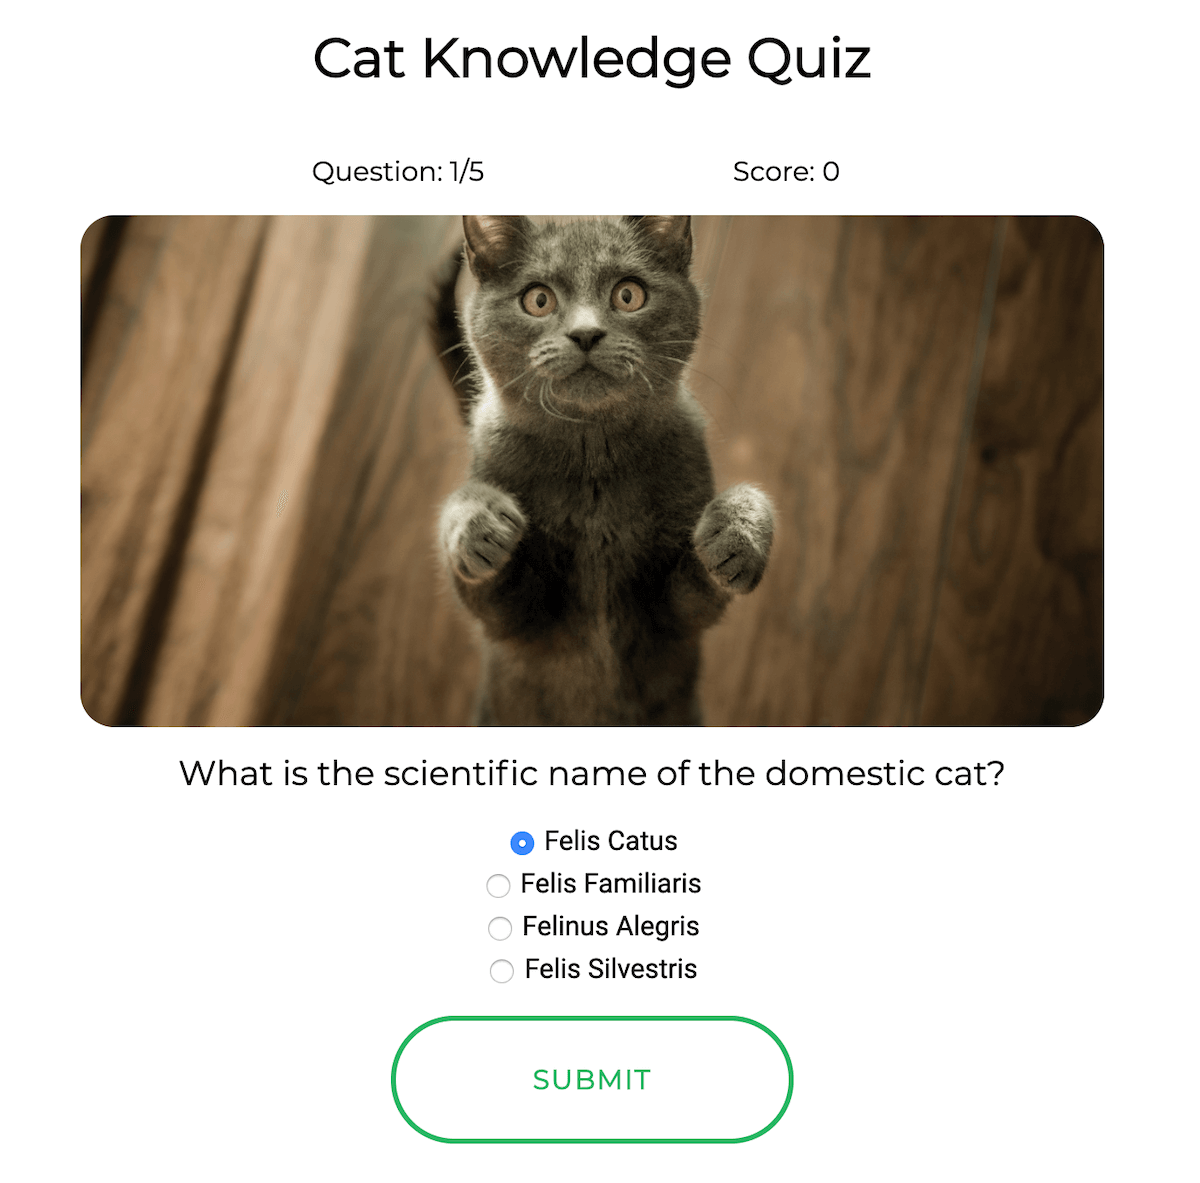 Cat Knowledge Quiz
Question: 1/5
Score: 0
What is the scientific name of the domestic cat?
Felis Catus
Felis Familiaris
Felinus Alegris
Felis Silvestris
SUBMIT